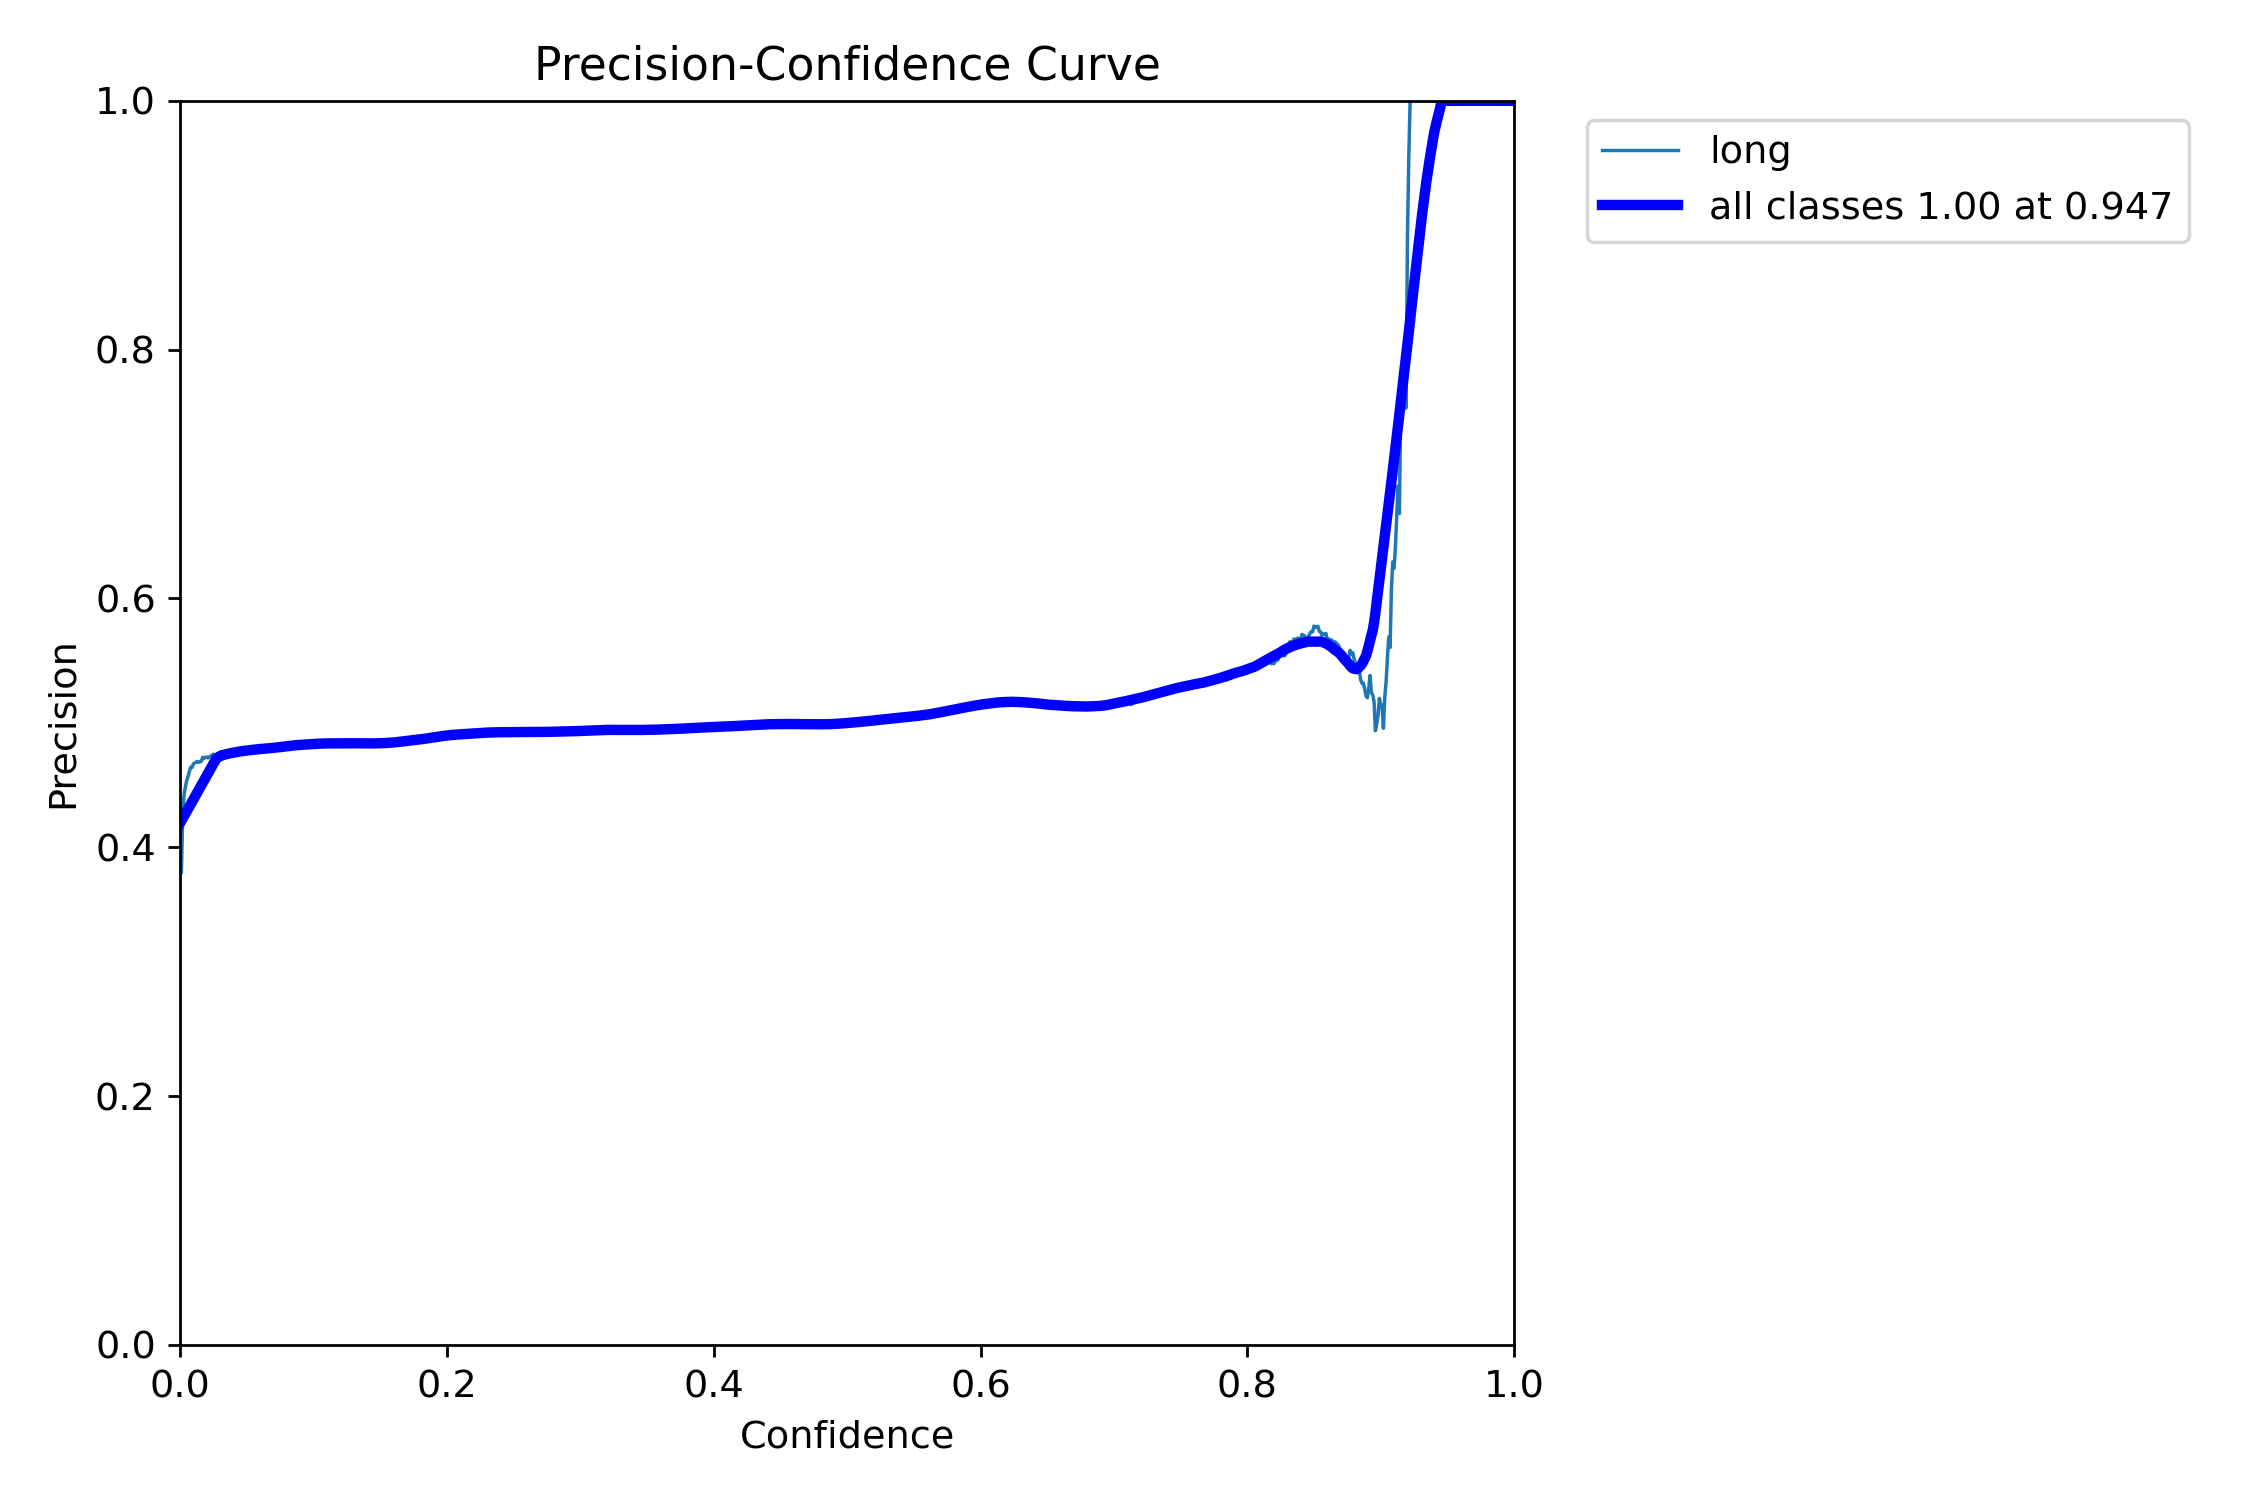 Precision-Confidence Curve
1.0
0.8
0.6
0.4
0.2
0.0
Precision
0.0 0.2 0.4 0.6 0.8 1.0
Confidence
long
all classes 1.00 at 0.947